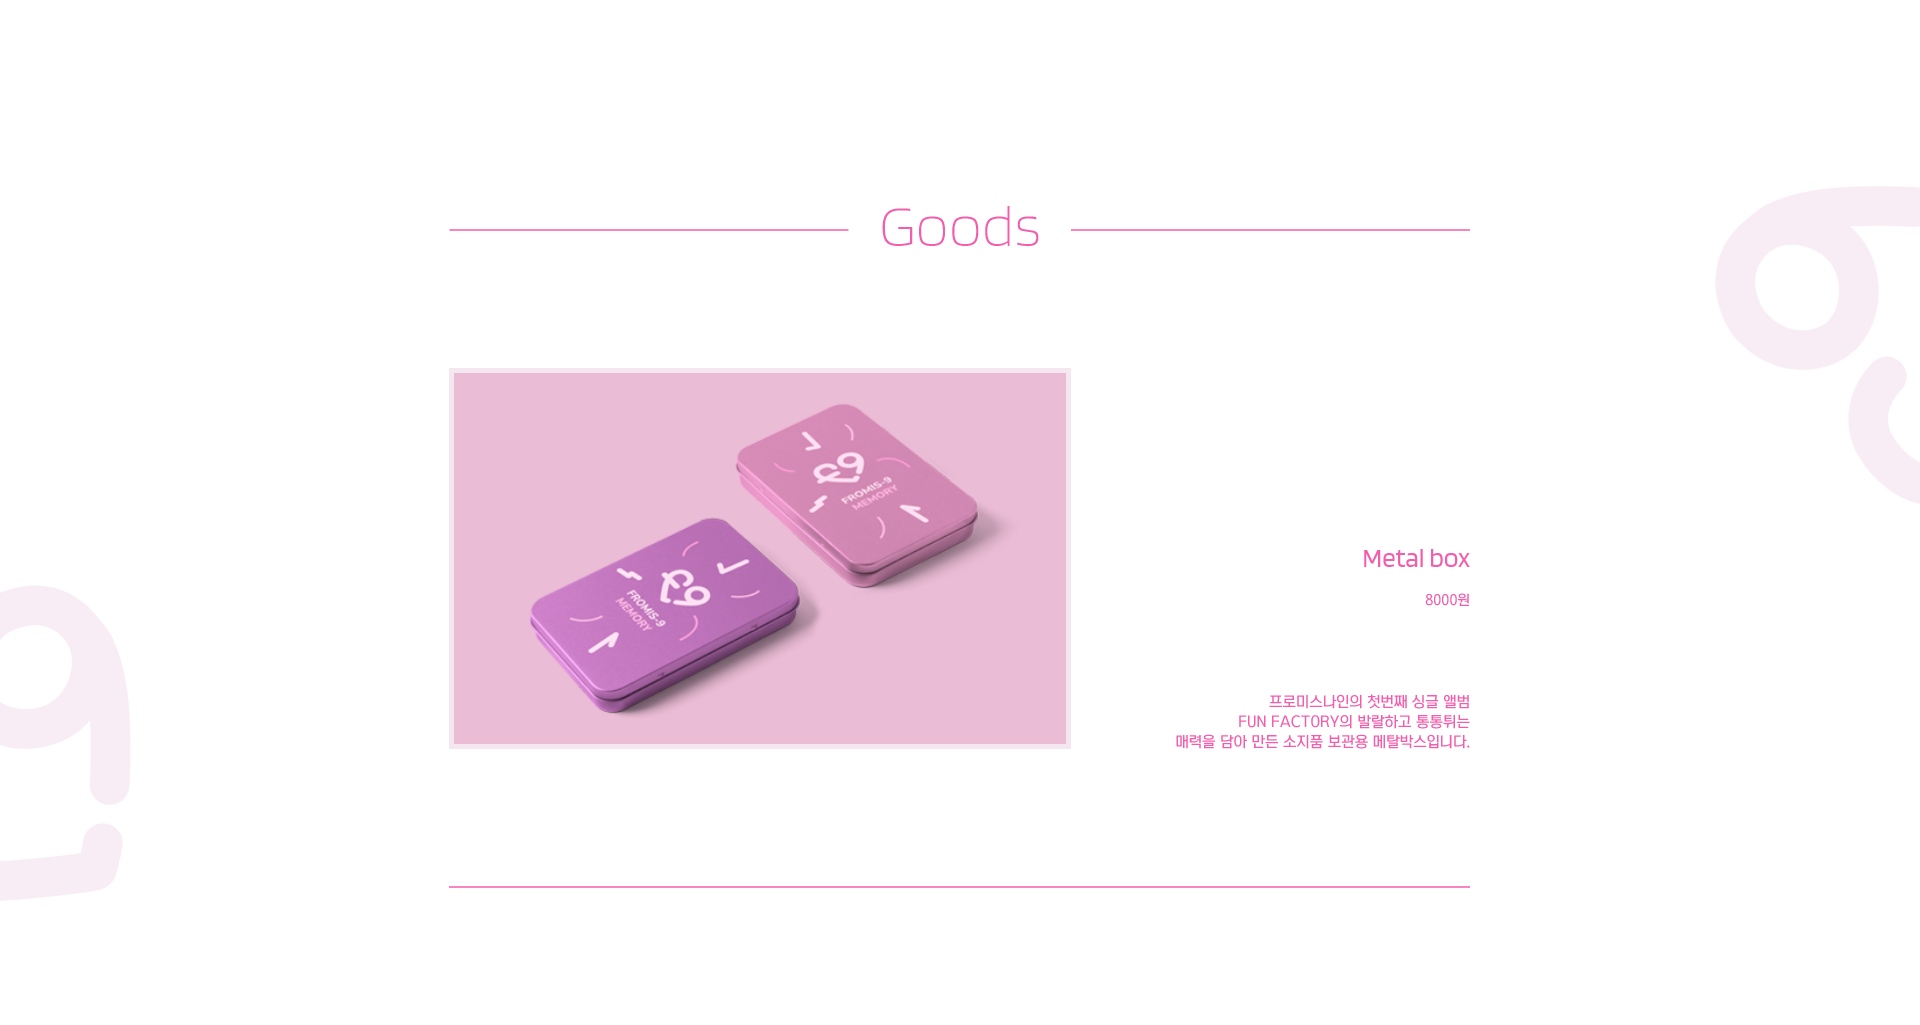 Goods
FROMIS-9
MEMORY
FROMIS-9
MEMORY
Metal box
8000원
프로미스나인의 첫번째 싱글 앨범
FUN FACTORY의 발랄하고 통통튀는
매력을 담아 만든 소지품 보관용 메탈박스입니다.